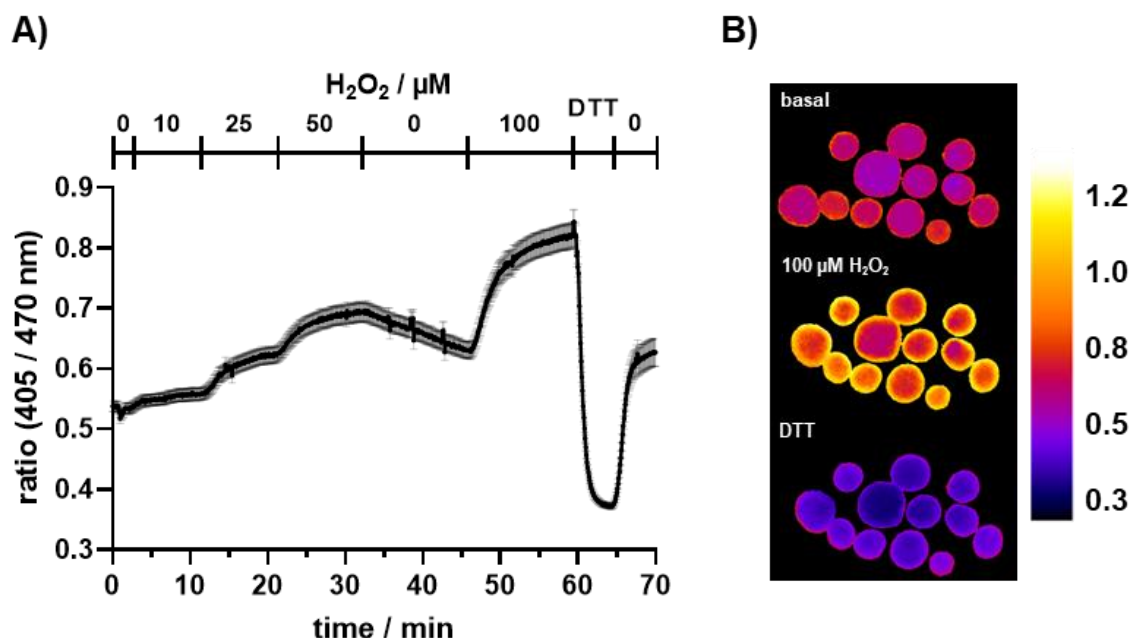 A)
H₂O₂ / µM
0 10 25 50 0 100 DTT 0
0.9
0.8
0.7
0.6
0.5
0.4
0.3
ratio (405 / 470 nm)
0 10 20 30 40 50 60 70
time / min
B)
basal
100 µM H₂O₂
DTT
1.2
1.0
0.8
0.5
0.3